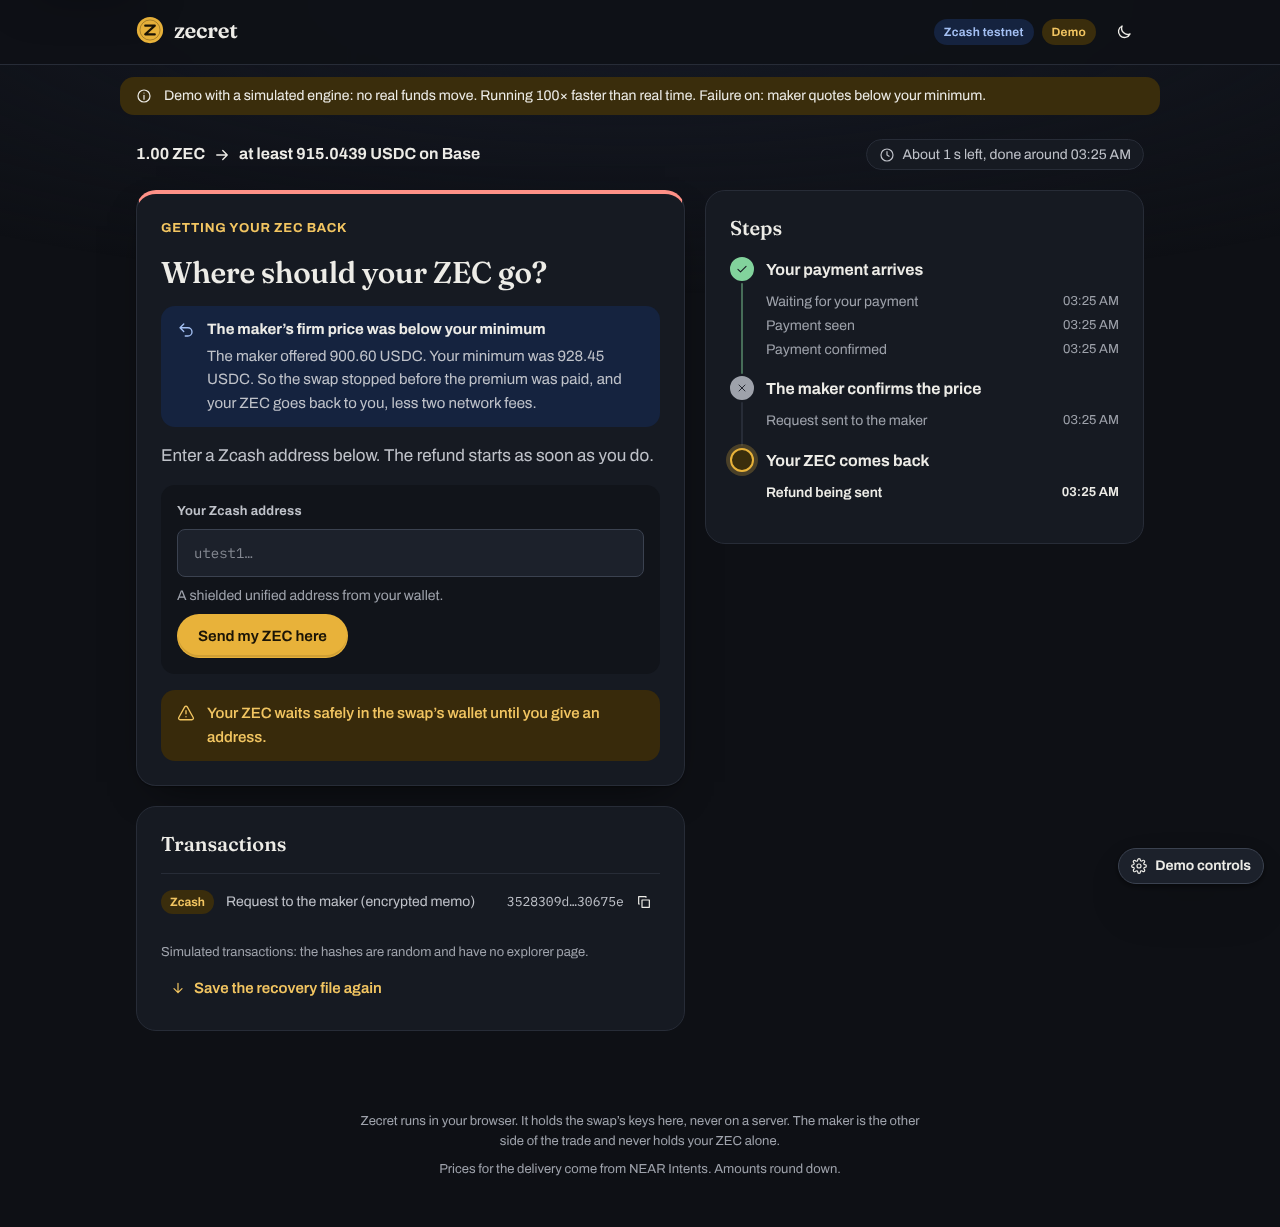 zecret
Zcash testnet
Demo
Demo with a simulated engine: no real funds move. Running 100× faster than real time. Failure on: maker quotes below your minimum.
1.00 ZEC → at least 915.0439 USDC on Base
About 1 s left, done around 03:25 AM
GETTING YOUR ZEC BACK
Where should your ZEC go?
The maker’s firm price was below your minimum
The maker offered 900.60 USDC. Your minimum was 928.45
USDC. So the swap stopped before the premium was paid, and
your ZEC goes back to you, less two network fees.
Enter a Zcash address below. The refund starts as soon as you do.
Your Zcash address
utest1…
A shielded unified address from your wallet.
Send my ZEC here
Your ZEC waits safely in the swap’s wallet until you give an
address.
Steps
Your payment arrives
Waiting for your payment 03:25 AM
Payment seen 03:25 AM
Payment confirmed 03:25 AM
The maker confirms the price
Request sent to the maker 03:25 AM
Your ZEC comes back
Refund being sent 03:25 AM
Transactions
Zcash Request to the maker (encrypted memo) 3528309d…30675e
Simulated transactions: the hashes are random and have no explorer page.
Save the recovery file again
Demo controls
Zecret runs in your browser. It holds the swap’s keys here, never on a server. The maker is the other
side of the trade and never holds your ZEC alone.
Prices for the delivery come from NEAR Intents. Amounts round down.